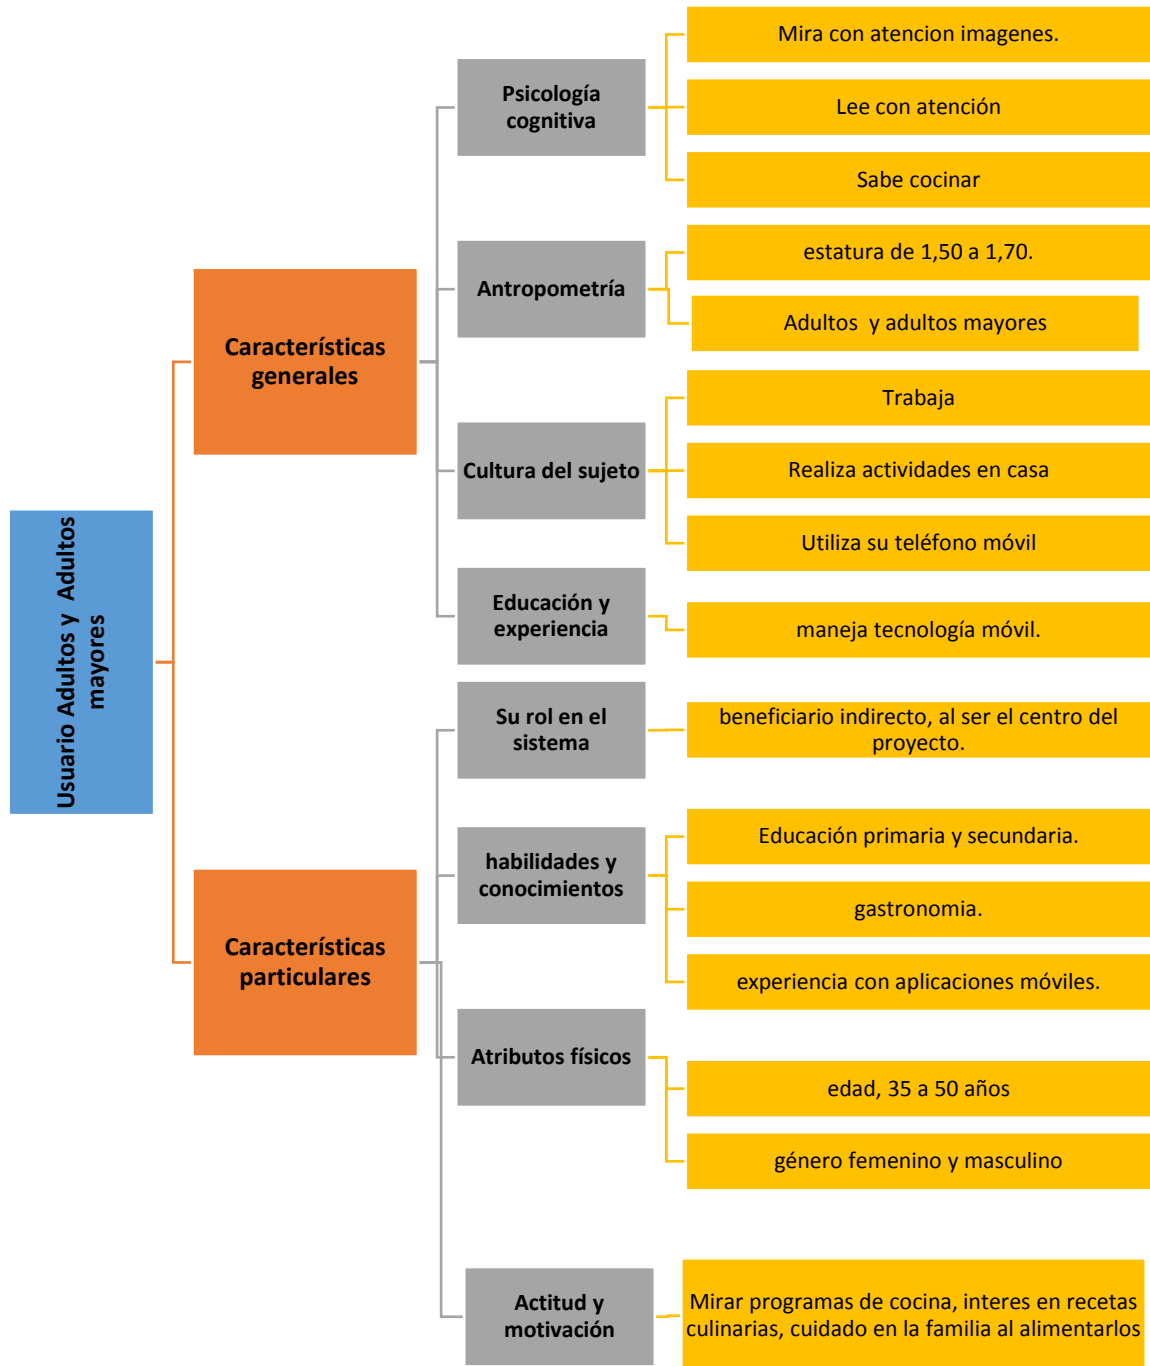 Usuario Adultos y Adultos
mayores
Características
generales
Psicología
cognitiva
Mira con atencion imagenes.
Lee con atención
Sabe cocinar
Antropometría
estatura de 1,50 a 1,70.
Adultos y adultos mayores
Cultura del sujeto
Trabaja
Realiza actividades en casa
Utiliza su teléfono móvil
Educación y
experiencia
maneja tecnología móvil.
Características
particulares
Su rol en el
sistema
beneficiario indirecto, al ser el centro del
proyecto.
habilidades y
conocimientos
Educación primaria y secundaria.
gastronomia.
experiencia con aplicaciones móviles.
Atributos físicos
edad, 35 a 50 años
género femenino y masculino
Actitud y
motivación
Mirar programas de cocina, interes en recetas
culinarias, cuidado en la familia al alimentarlos